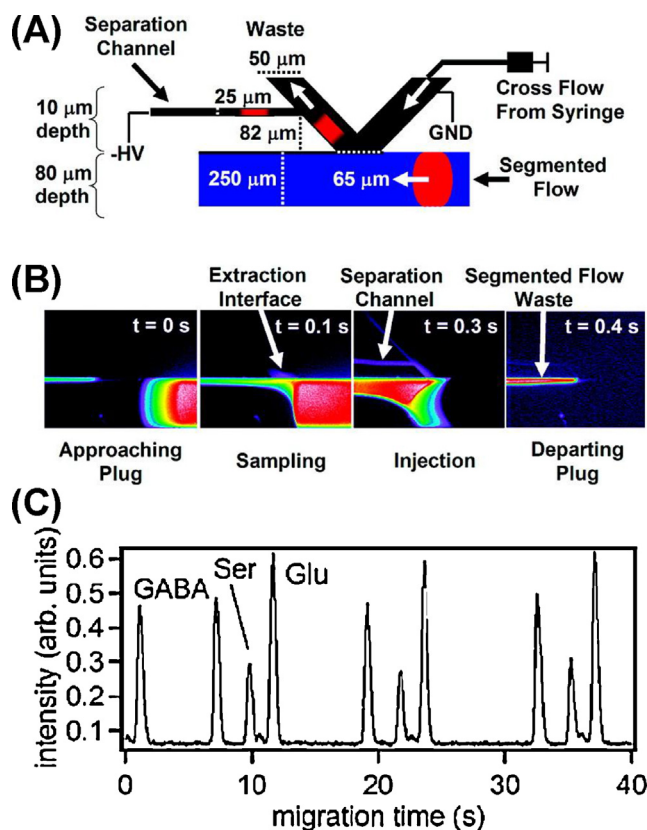 (A)
Separation
Channel
Waste
50 μm
25 μm
82 μm
10 μm
depth
-HV
80 μm
depth
GND
Cross Flow
From Syringe
250 μm
65 μm
Segmented
Flow
(B)
Extraction
Interface
Separation
Channel
Segmented Flow
Waste
t = 0 s
t = 0.1 s
t = 0.3 s
t = 0.4 s
Approaching
Plug
Sampling
Injection
Departing
Plug
(C)
intensity (arb. units)
0.6
0.5
0.4
0.3
0.2
0.1
GABA
Ser
Glu
0
10
20
30
40
migration time (s)